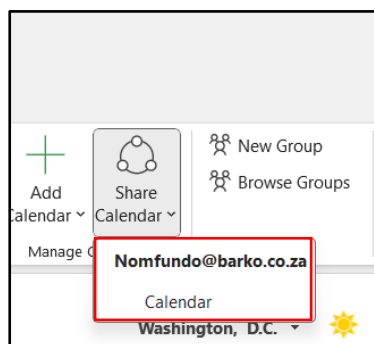 Add
Calendar
Share
Calendar
New Group
Browse Groups
Manage C
Nomfundo@barko.co.za
Calendar
Washington, D.C.